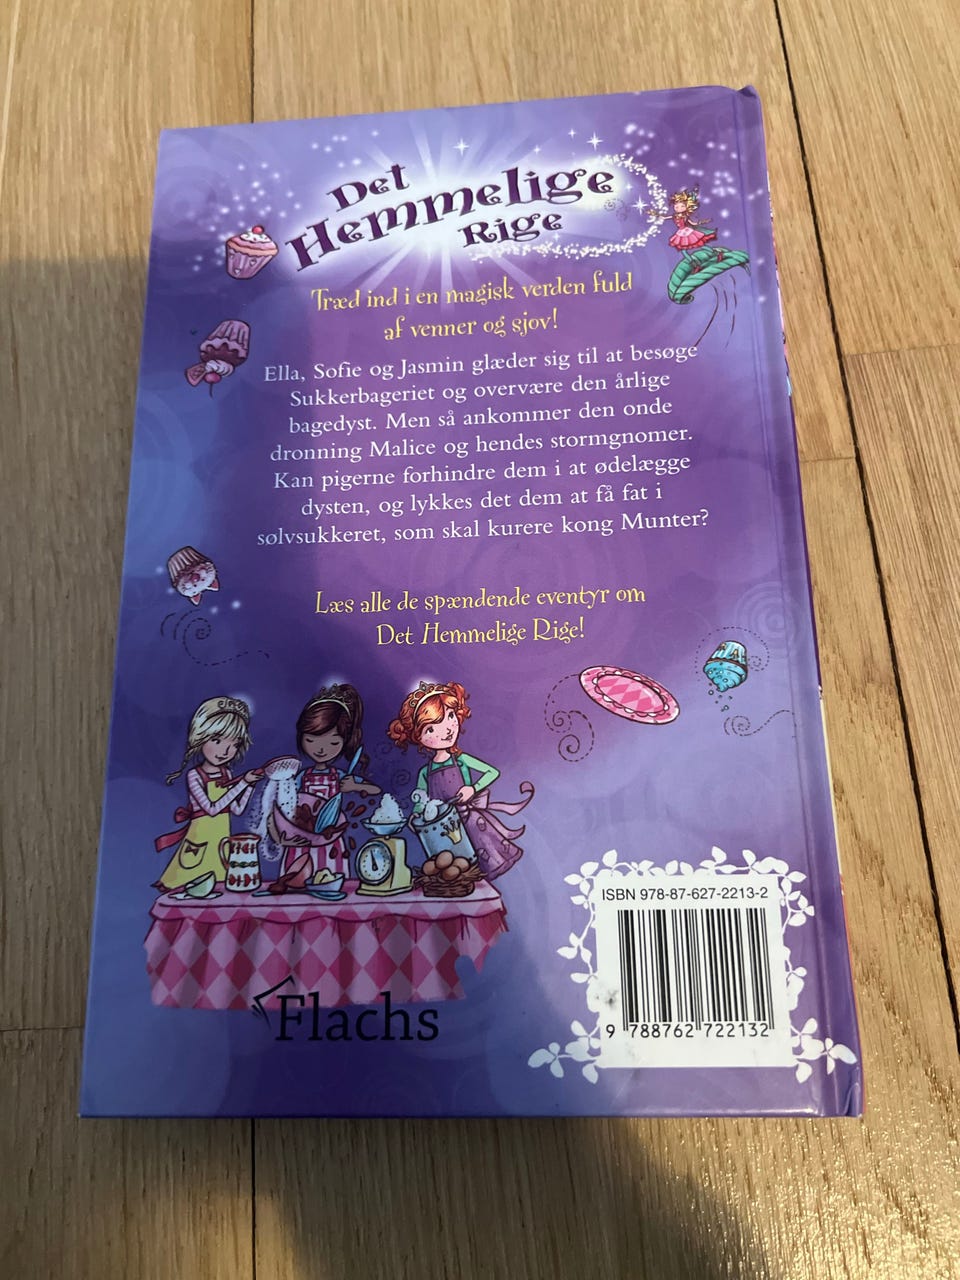 Det
Hemmelige
Rige
Træd ind i en magisk verden fuld
af venner og sjov!
Ella, Sofie og Jasmin glæder sig til at besøge
Sukkerbageriet og overvære den årlige
bagedyst. Men så ankommer den onde
dronning Malice og hendes stormgnomer.
Kan pigerne forhindre dem i at ødelægge
dysten, og lykkes det dem at få fat i
sølvsukkeret, som skal kurere kong Munter?
Læs alle de spændende eventyr om
Det Hemmelige Rige!
Flachs
ISBN 978-87-627-2213-2
9 788762 722132